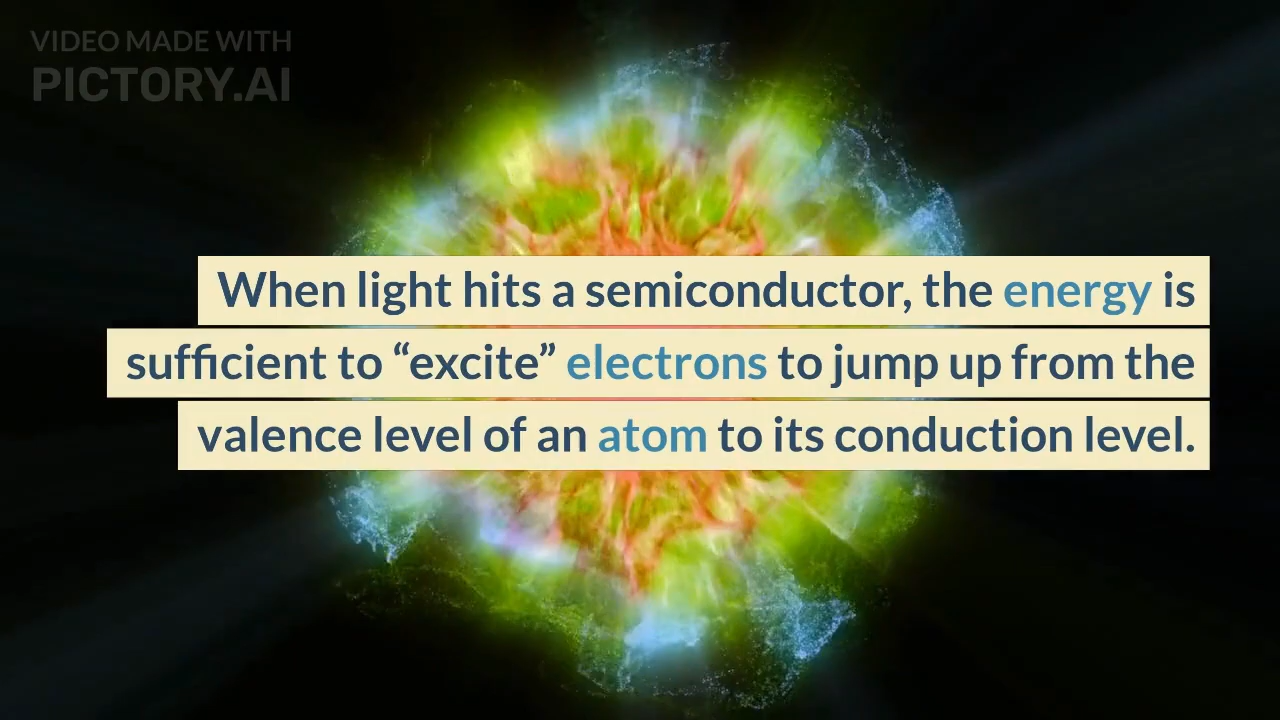 VIDEO MADE WITH
PICTORY.AI
When light hits a semiconductor, the energy is
sufficient to “excite” electrons to jump up from the
valence level of an atom to its conduction level.